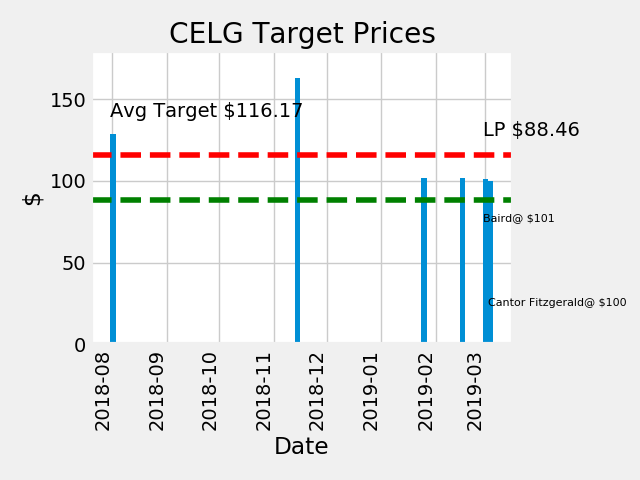 CELG Target Prices
150
Avg Target $116.17
LP $88.46
100
$
Baird@ $101
50
Cantor Fitzgerald@ $100
0
2018-08
2018-09
2018-10
2018-11
2018-12
2019-01
2019-02
2019-03
Date